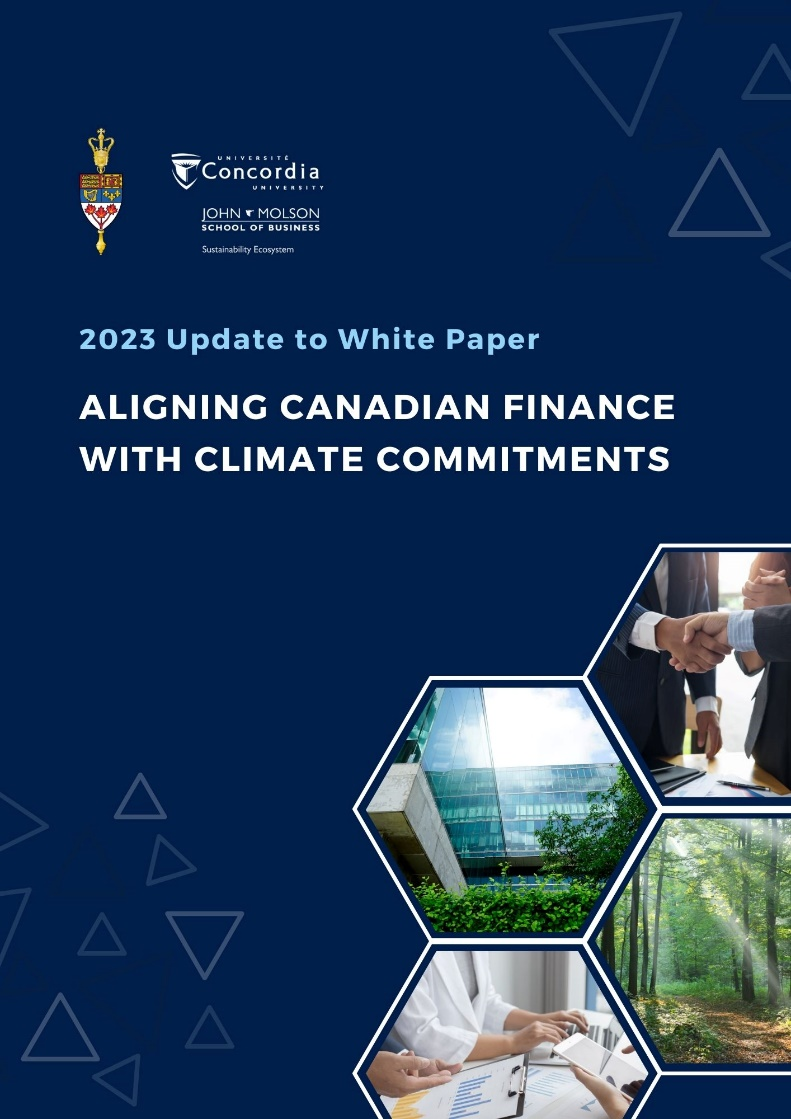 UNIVERSITÉ
Concordia
UNIVERSITY
JOHN MOLSON
SCHOOL OF BUSINESS
Sustainability Ecosystem
2023 Update to White Paper
ALIGNING CANADIAN FINANCE
WITH CLIMATE COMMITMENTS